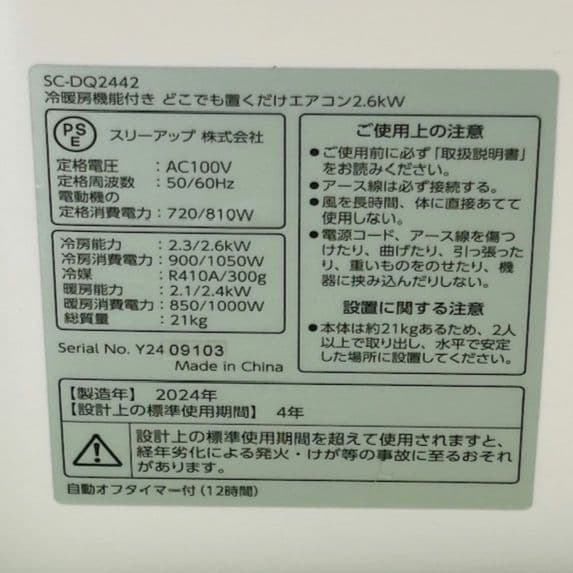 SC-DQ2442
冷暖房機能付き どこでも置くだけエアコン2.6kW
PSE スリーアップ 株式会社
定格電圧 : AC100V
定格周波数 : 50/60Hz
電動機の
定格消費電力 : 720/810W
冷房能力 : 2.3/2.6kW
冷房消費電力 : 900/1050W
冷媒 : R410A/300g
暖房能力 : 2.1/2.4kW
暖房消費電力 : 850/1000W
総質量 : 21kg
Serial No. Y24 09103
Made in China
ご使用上の注意
●ご使用前に必ず「取扱説明書」
をお読みください。
●アース線は必ず接続する。
●風を長時間、体に直接あてて
使用しない。
●電源コード、アース線を傷つ
けたり、曲げたり、引っ張った
り、重いものをのせたり、機
器に挟み込んだりしない。
設置に関する注意
●本体は約21kgあるため、2人
以上で取り出し、水平で安定
した場所に設置してください。
【製造年】 2024年
【設計上の標準使用期間】 4年
設計上の標準使用期間を超えて使用されますと、
経年劣化による発火・けが等の事故に至るおそれ
があります。
自動オフタイマー付(12時間)